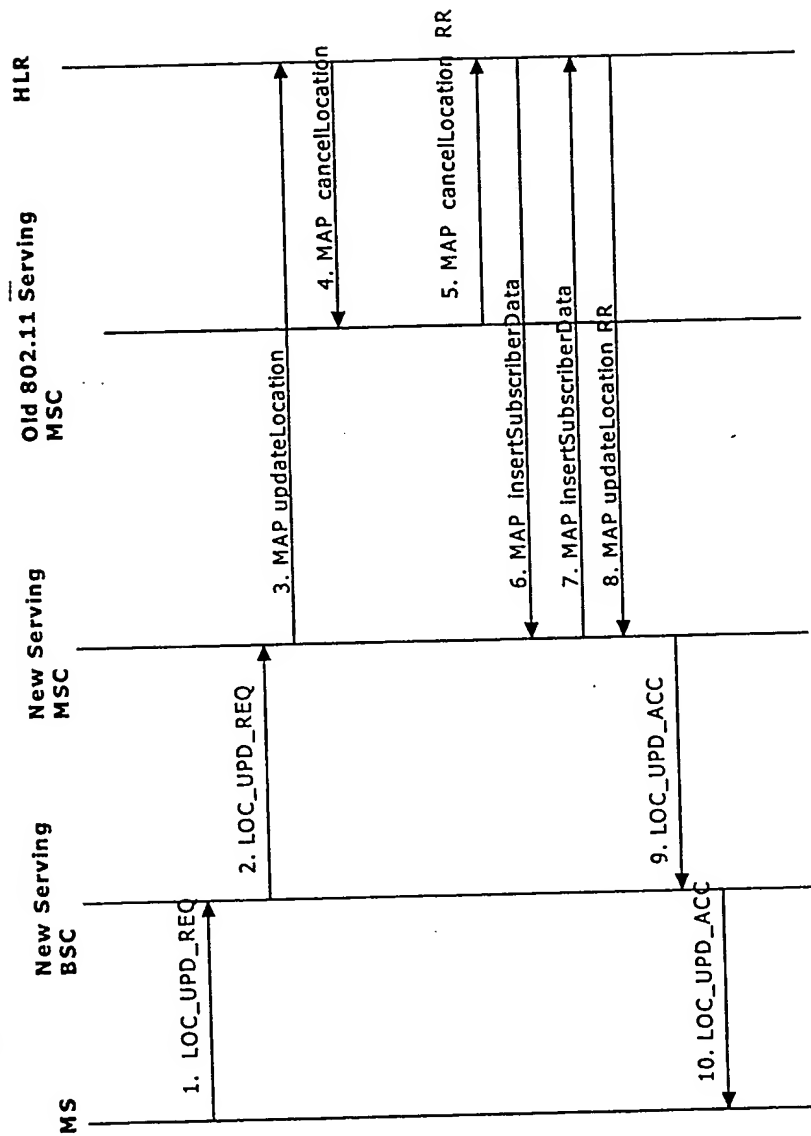 MS
New Serving
BSC
New Serving
MSC
Old 802.11 Serving
MSC
HLR
1. LOC_UPD_REQ
2. LOC_UPD_REQ
3. MAP updateLocation
4. MAP cancelLocation
5. MAP cancelLocation RR
6. MAP insertSubscriberData
7. MAP insertSubscriberData
8. MAP updateLocation RR
9. LOC_UPD_ACC
10. LOC_UPD_ACC